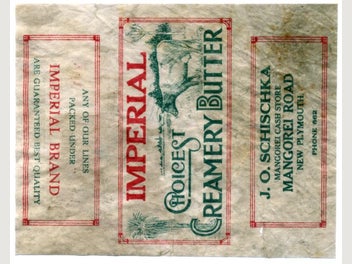 ANY OF OUR LINES
PACKED UNDER
IMPERIAL BRAND
ARE GUARANTEED BEST QUALITY
IMPERIAL
CHOICEST
CREAMERY BUTTER
J. O. SCHISCHKA
MANGOREI CASH STORE
MANGOREI ROAD
NEW PLYMOUTH
PHONE 662